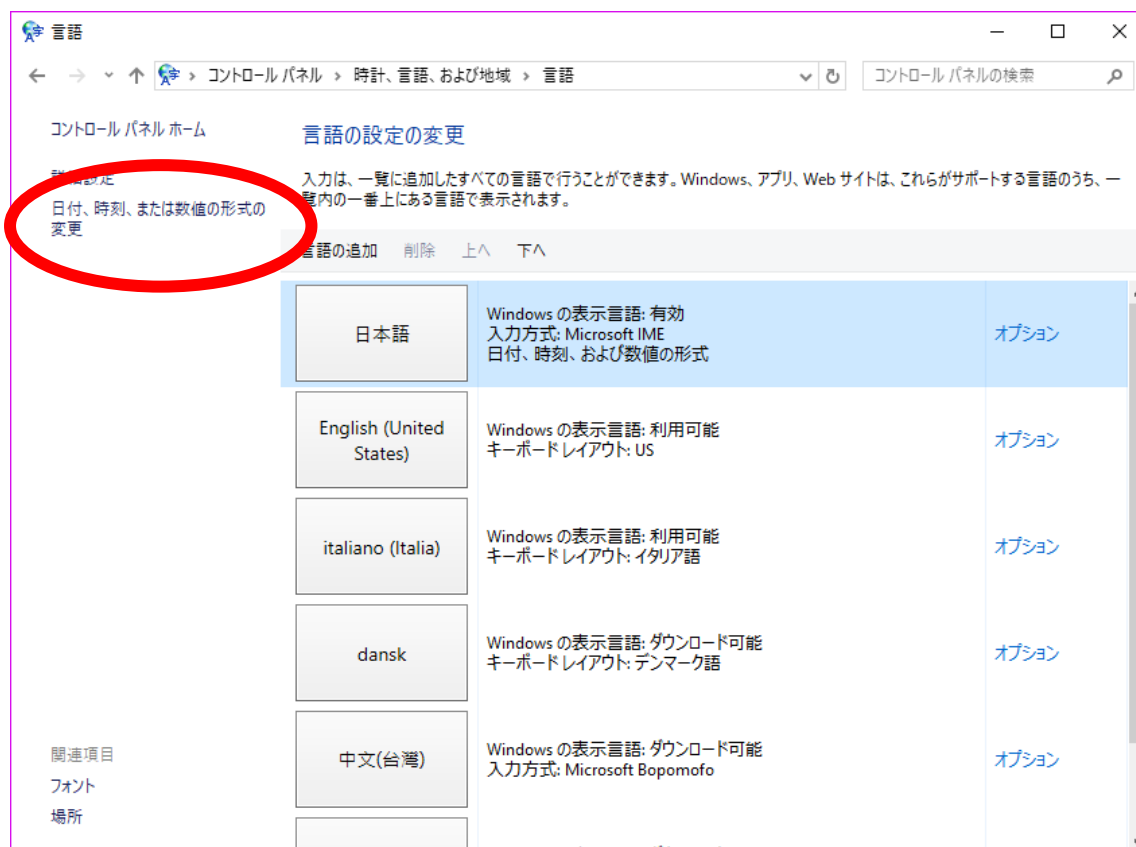 言語
コントロール パネル › 時計、言語、および地域 › 言語
コントロール パネルの検索
コントロール パネル ホーム
詳細設定
日付、時刻、または数値の形式の
変更
関連項目
フォント
場所
言語の設定の変更
入力は、一覧に追加したすべての言語で行うことができます。Windows、アプリ、Web サイトは、これらがサポートする言語のうち、一
覧内の一番上にある言語で表示されます。
言語の追加 削除 上へ 下へ
日本語
Windows の表示言語: 有効
入力方式: Microsoft IME
日付、時刻、および数値の形式
オプション
English (United
States)
Windows の表示言語: 利用可能
キーボード レイアウト: US
オプション
italiano (Italia)
Windows の表示言語: 利用可能
キーボード レイアウト: イタリア語
オプション
dansk
Windows の表示言語: ダウンロード可能
キーボード レイアウト: デンマーク語
オプション
中文(台灣)
Windows の表示言語: ダウンロード可能
入力方式: Microsoft Bopomofo
オプション